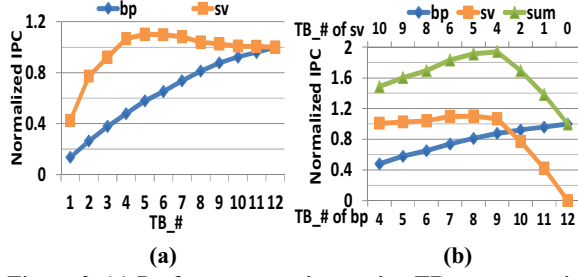 bp sv
Normalized IPC
1.2
0.8
0.4
0
1 2 3 4 5 6 7 8 9 10 11 12
TB_#
(a)
bp sv sum
TB_# of sv
10 9 8 6 5 4 2 1 0
Normalized IPC
2
1.6
1.2
0.8
0.4
0
TB_# of bp
4 5 6 7 8 9 10 11 12
(b)